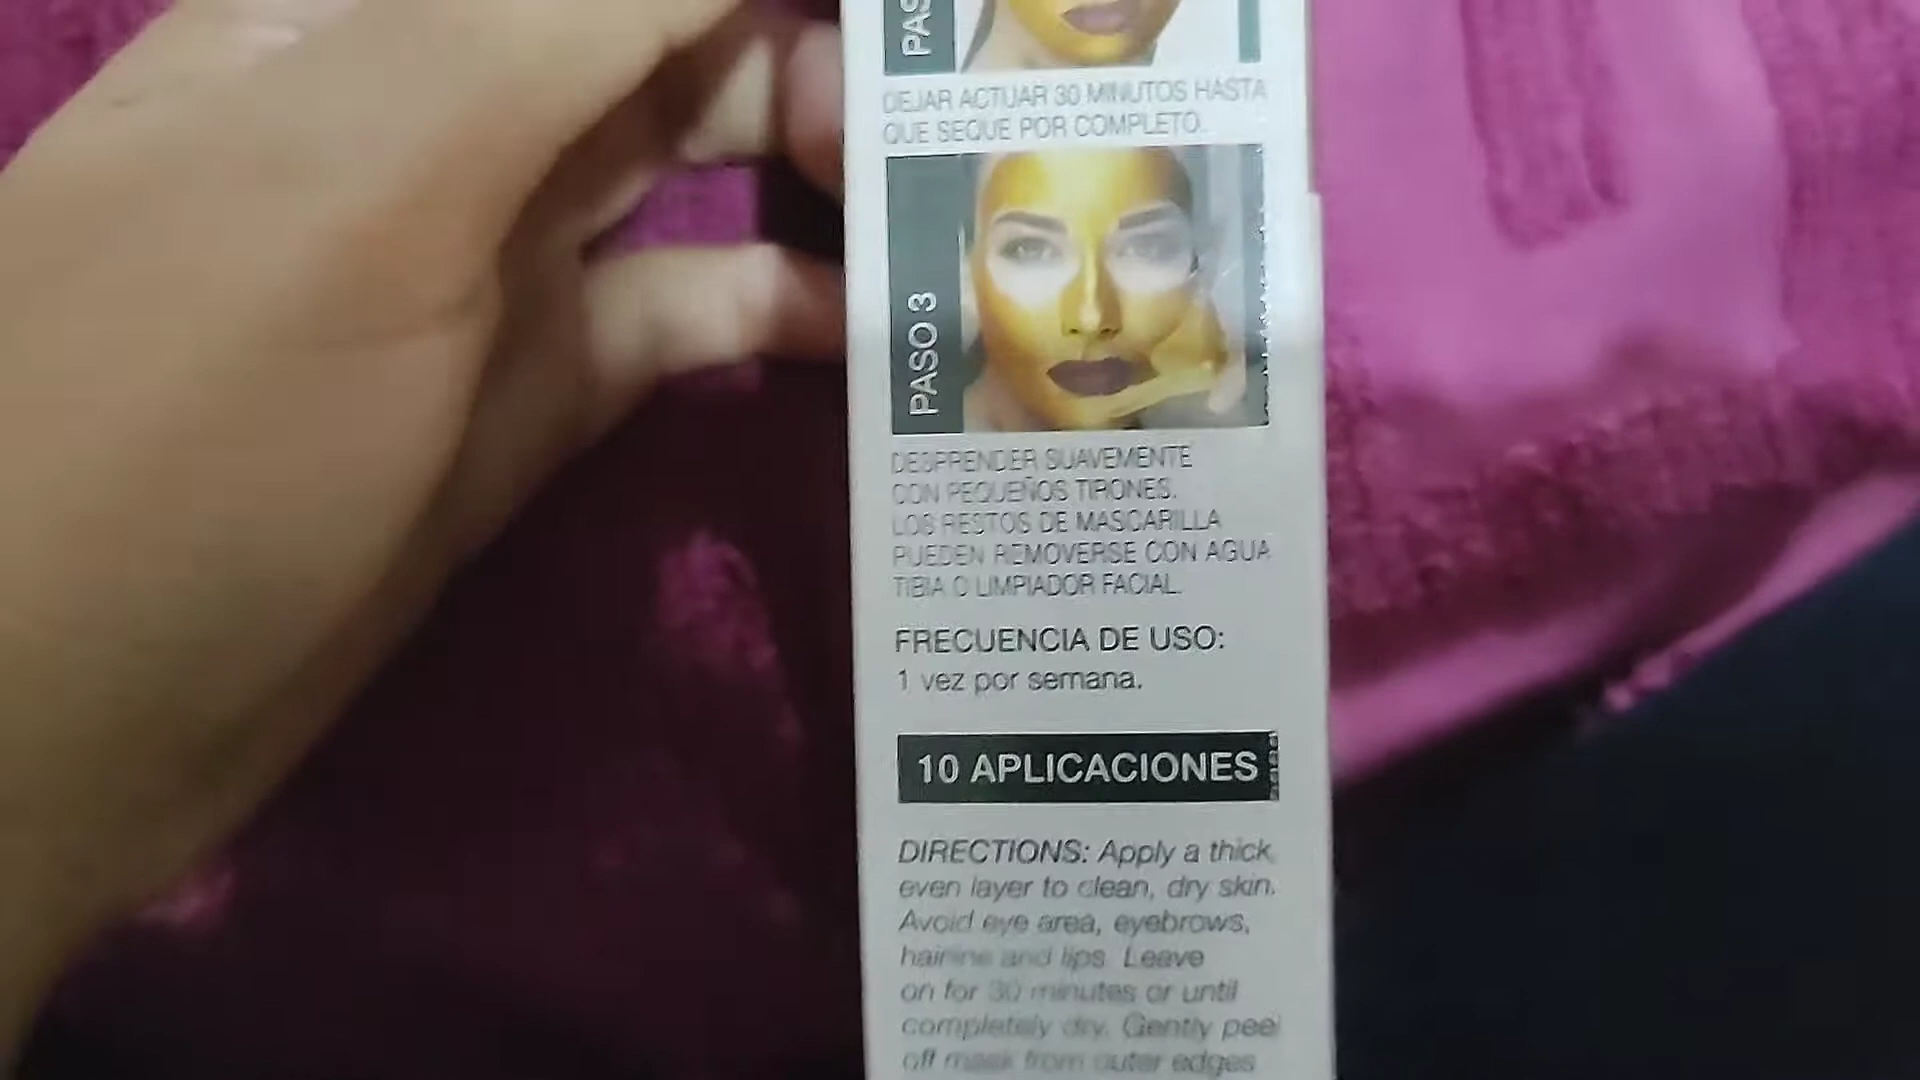 PAS
DEJAR ACTUAR 30 MINUTOS HASTA
QUE SEQUE POR COMPLETO.
PASO 3
DESPRENDER SUAVEMENTE
CON PEQUEÑOS TIRONES.
LOS RESTOS DE MASCARILLA
PUEDEN REMOVERSE CON AGUA
TIBIA O LIMPIADOR FACIAL.
FRECUENCIA DE USO:
1 vez por semana.
10 APLICACIONES
DIRECTIONS: Apply a thick,
even layer to clean, dry skin.
Avoid eye area, eyebrows,
hairline and lips. Leave
on for 30 minutes or until
completely dry. Gently peel
off mask from outer edges